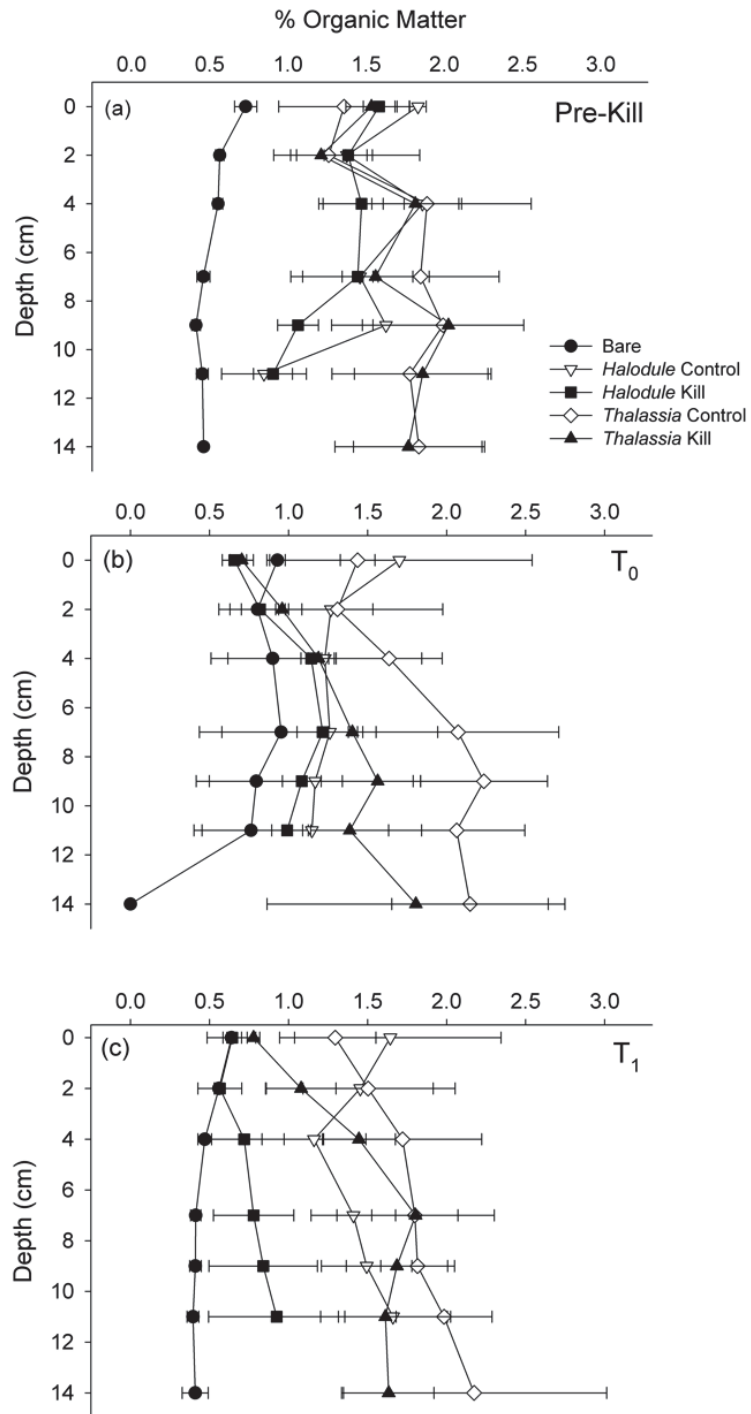 % Organic Matter
0.0 0.5 1.0 1.5 2.0 2.5 3.0
(a) Pre-Kill
Depth (cm)
0
2
4
6
8
10
12
14
Bare
Halodule Control
Halodule Kill
Thalassia Control
Thalassia Kill
0.0 0.5 1.0 1.5 2.0 2.5 3.0
(b) T0
Depth (cm)
0
2
4
6
8
10
12
14
0.0 0.5 1.0 1.5 2.0 2.5 3.0
(c) T1
Depth (cm)
0
2
4
6
8
10
12
14